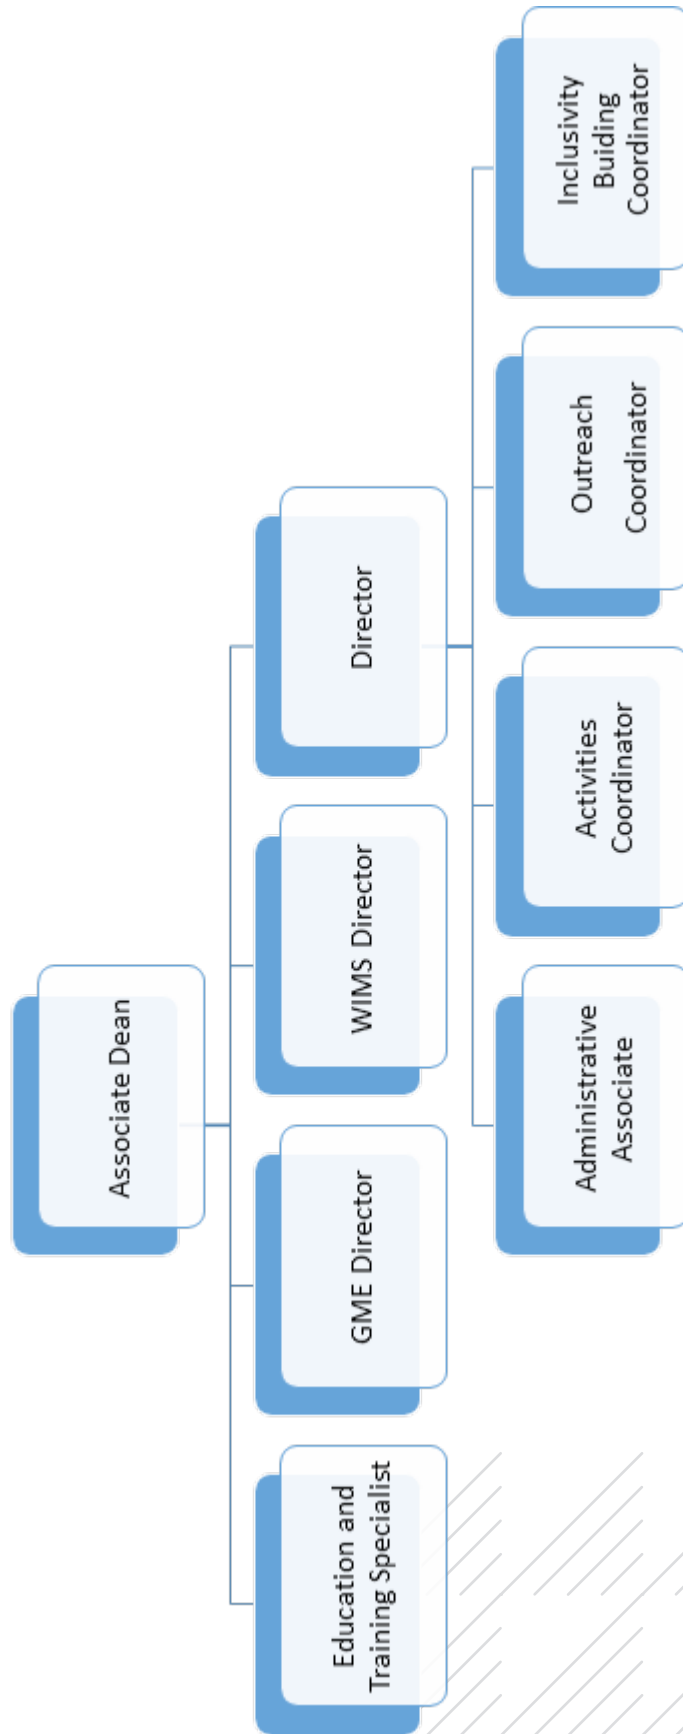 Associate Dean
Education and
Training Specialist
GME Director
WIMS Director
Director
Administrative
Associate
Activities
Coordinator
Outreach
Coordinator
Inclusivity
Buiding
Coordinator